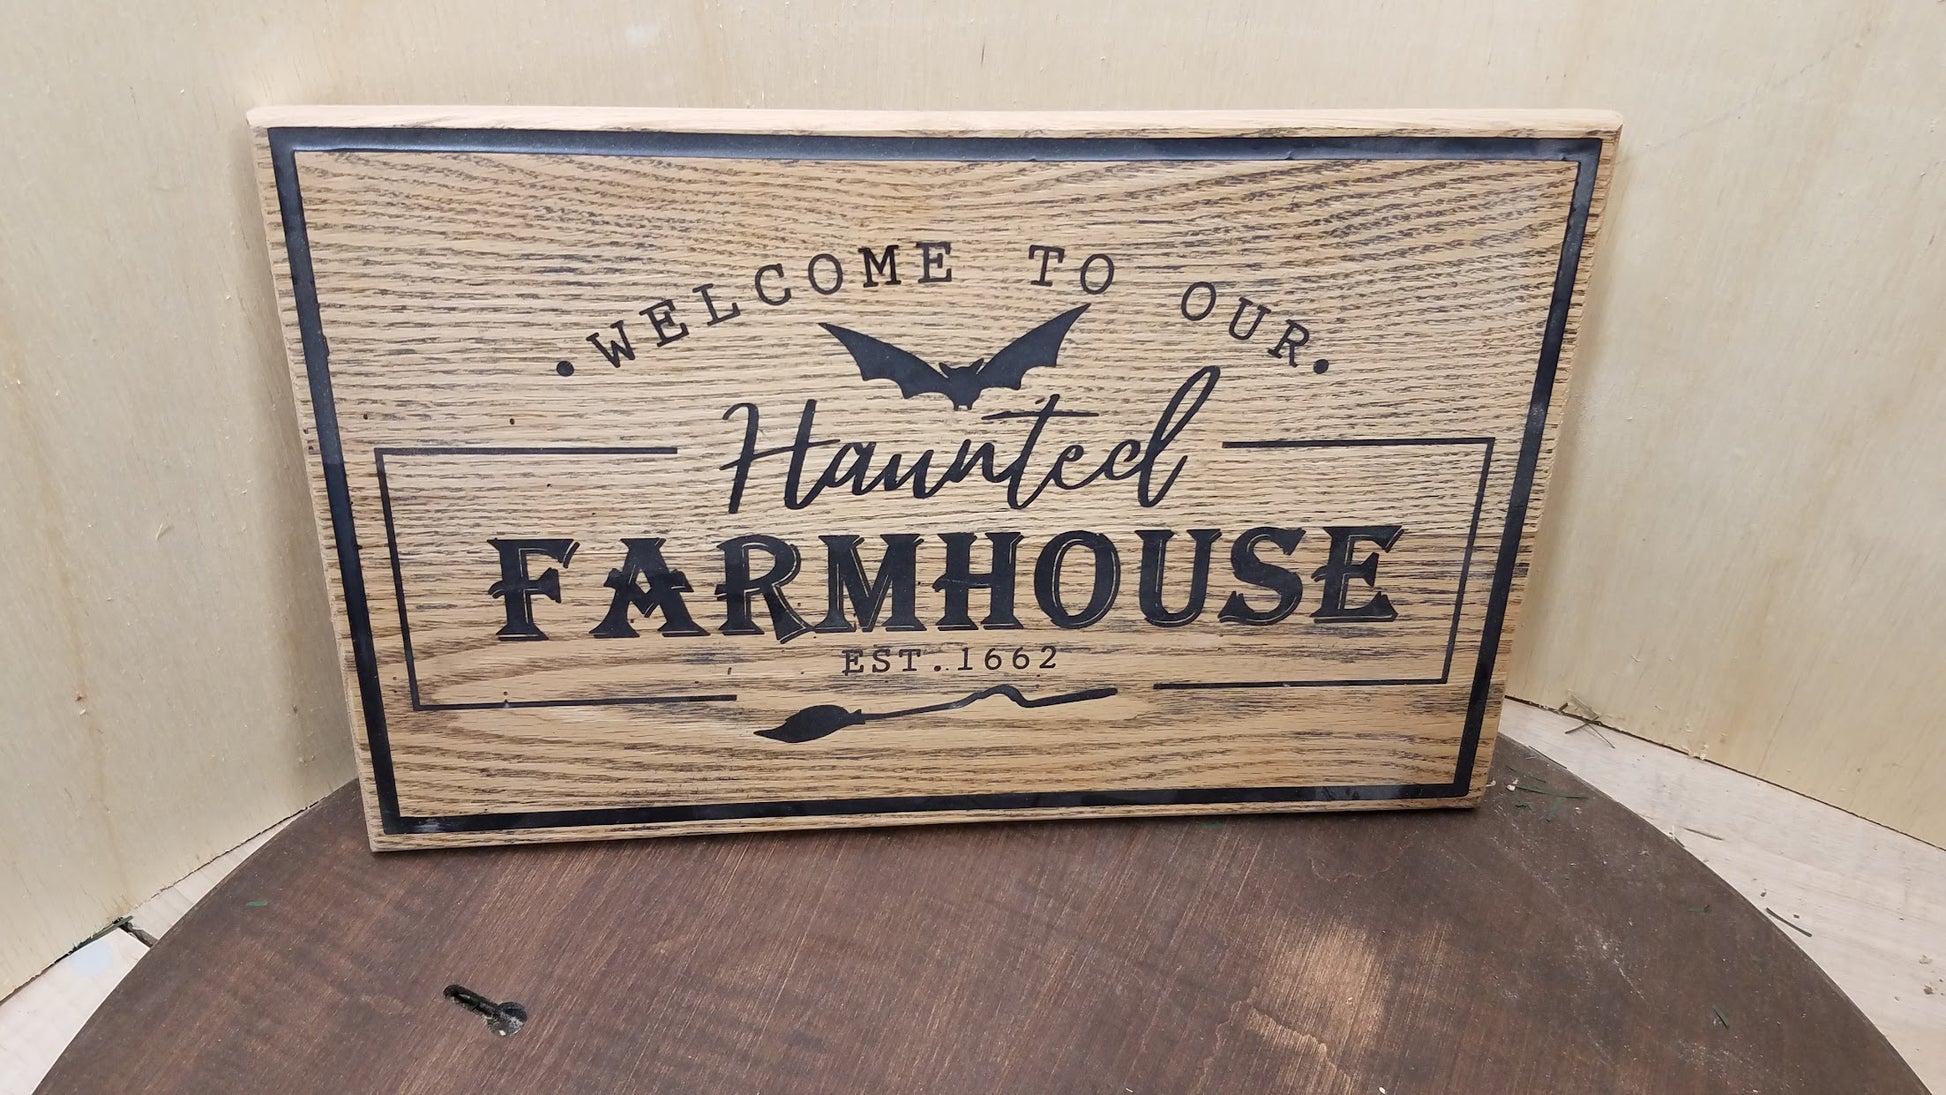 • WELCOME TO OUR •
Haunted
FARMHOUSE
EST. 1662